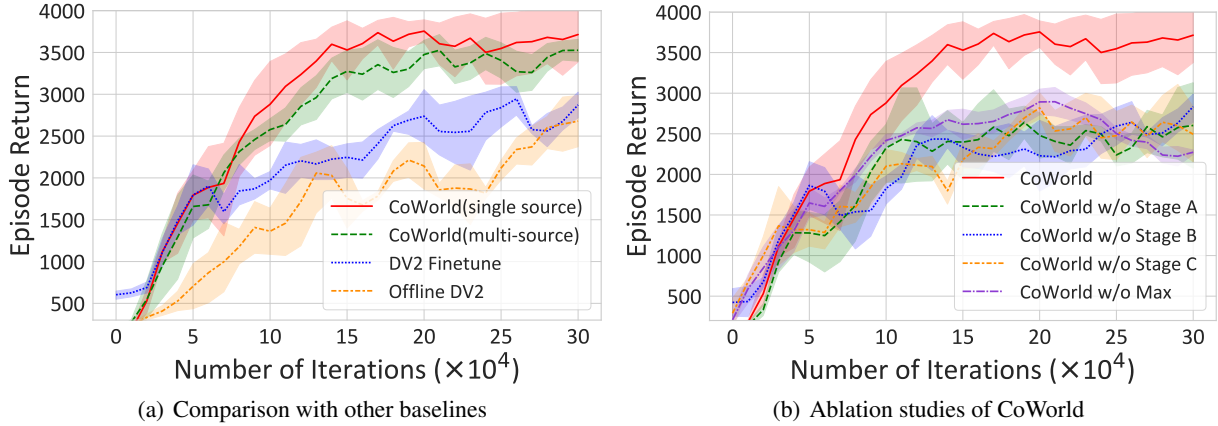 4000
3500
3000
2500
2000
1500
1000
500
Episode Return
0 5 10 15 20 25 30
Number of Iterations (×10⁴)
CoWorld(single source)
CoWorld(multi-source)
DV2 Finetune
Offline DV2
(a) Comparison with other baselines
4000
3500
3000
2500
2000
1500
1000
500
Episode Return
0 5 10 15 20 25 30
Number of Iterations (×10⁴)
CoWorld
CoWorld w/o Stage A
CoWorld w/o Stage B
CoWorld w/o Stage C
CoWorld w/o Max
(b) Ablation studies of CoWorld